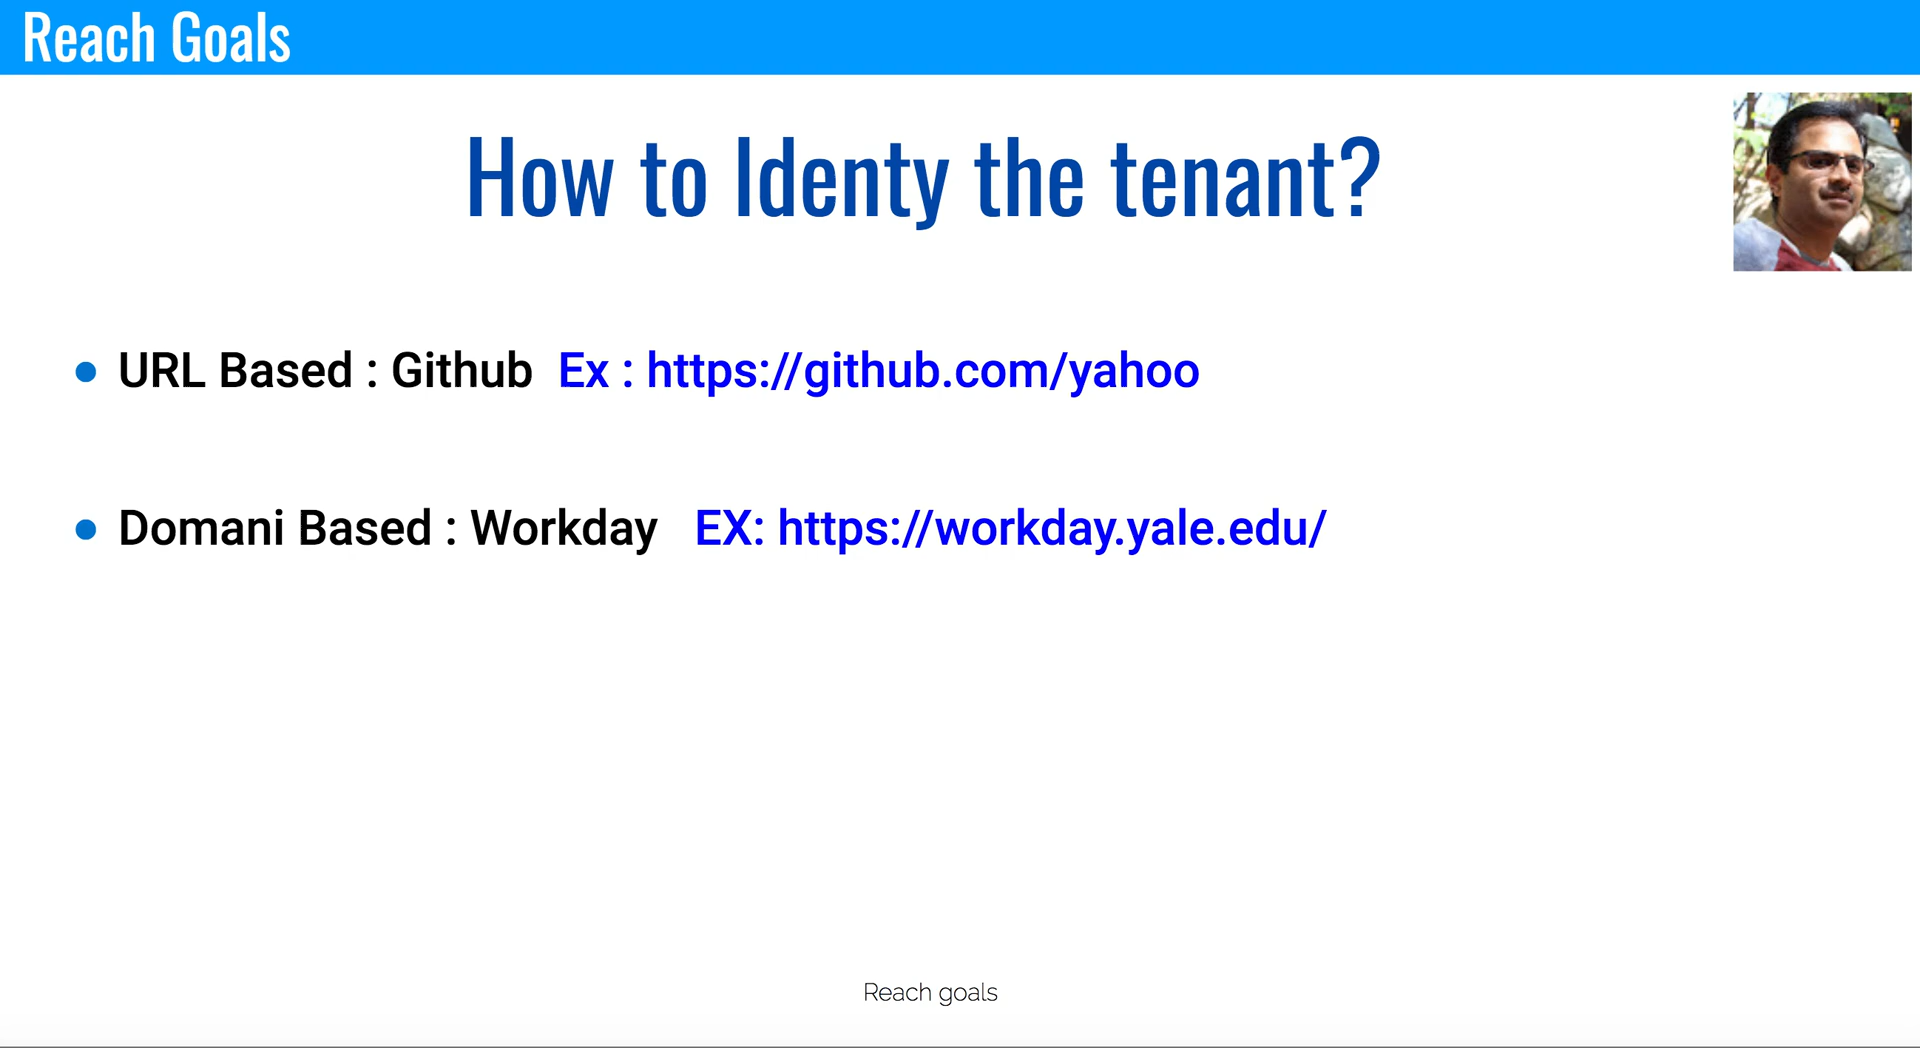 Reach Goals
How to Identy the tenant?
URL Based : Github Ex : https://github.com/yahoo
Domani Based : Workday EX: https://workday.yale.edu/
Reach goals